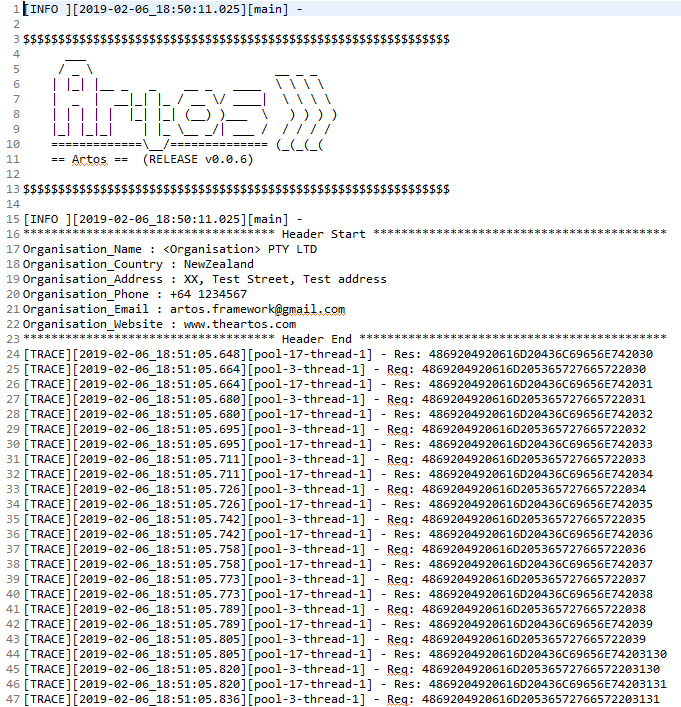 1 [INFO ][2019-02-06_18:50:11.025][main] -
2
3 $$$$$$$$$$$$$$$$$$$$$$$$$$$$$$$$$$$$$$$$$$$$$$$$$$$$$$$$$$$$$
4
5
6
7
8
9
10
11 == Artos ==  (RELEASE v0.0.6)
12
13 $$$$$$$$$$$$$$$$$$$$$$$$$$$$$$$$$$$$$$$$$$$$$$$$$$$$$$$$$$$$$
14
15 [INFO ][2019-02-06_18:50:11.025][main] -
16 ************************************ Header Start ******************************************
17 Organisation_Name : <Organisation> PTY LTD
18 Organisation_Country : NewZealand
19 Organisation_Address : XX, Test Street, Test address
20 Organisation_Phone : +64 1234567
21 Organisation_Email : artos.framework@gmail.com
22 Organisation_Website : www.theartos.com
23 ************************************ Header End ********************************************
24 [TRACE][2019-02-06_18:51:05.648][pool-17-thread-1] - Res: 4869204920616D20436C69656E742030
25 [TRACE][2019-02-06_18:51:05.664][pool-3-thread-1] - Req: 4869204920616D205365727665722030
26 [TRACE][2019-02-06_18:51:05.664][pool-17-thread-1] - Res: 4869204920616D20436C69656E742031
27 [TRACE][2019-02-06_18:51:05.680][pool-3-thread-1] - Req: 4869204920616D205365727665722031
28 [TRACE][2019-02-06_18:51:05.680][pool-17-thread-1] - Res: 4869204920616D20436C69656E742032
29 [TRACE][2019-02-06_18:51:05.695][pool-3-thread-1] - Req: 4869204920616D205365727665722032
30 [TRACE][2019-02-06_18:51:05.695][pool-17-thread-1] - Res: 4869204920616D20436C69656E742033
31 [TRACE][2019-02-06_18:51:05.711][pool-3-thread-1] - Req: 4869204920616D205365727665722033
32 [TRACE][2019-02-06_18:51:05.711][pool-17-thread-1] - Res: 4869204920616D20436C69656E742034
33 [TRACE][2019-02-06_18:51:05.726][pool-3-thread-1] - Req: 4869204920616D205365727665722034
34 [TRACE][2019-02-06_18:51:05.726][pool-17-thread-1] - Res: 4869204920616D20436C69656E742035
35 [TRACE][2019-02-06_18:51:05.742][pool-3-thread-1] - Req: 4869204920616D205365727665722035
36 [TRACE][2019-02-06_18:51:05.742][pool-17-thread-1] - Res: 4869204920616D20436C69656E742036
37 [TRACE][2019-02-06_18:51:05.758][pool-3-thread-1] - Req: 4869204920616D205365727665722036
38 [TRACE][2019-02-06_18:51:05.758][pool-17-thread-1] - Res: 4869204920616D20436C69656E742037
39 [TRACE][2019-02-06_18:51:05.773][pool-3-thread-1] - Req: 4869204920616D205365727665722037
40 [TRACE][2019-02-06_18:51:05.773][pool-17-thread-1] - Res: 4869204920616D20436C69656E742038
41 [TRACE][2019-02-06_18:51:05.789][pool-3-thread-1] - Req: 4869204920616D205365727665722038
42 [TRACE][2019-02-06_18:51:05.789][pool-17-thread-1] - Res: 4869204920616D20436C69656E742039
43 [TRACE][2019-02-06_18:51:05.805][pool-3-thread-1] - Req: 4869204920616D205365727665722039
44 [TRACE][2019-02-06_18:51:05.805][pool-17-thread-1] - Res: 4869204920616D20436C69656E74203130
45 [TRACE][2019-02-06_18:51:05.820][pool-3-thread-1] - Req: 4869204920616D20536572766572203130
46 [TRACE][2019-02-06_18:51:05.820][pool-17-thread-1] - Res: 4869204920616D20436C69656E74203131
47 [TRACE][2019-02-06_18:51:05.836][pool-3-thread-1] - Req: 4869204920616D20536572766572203131